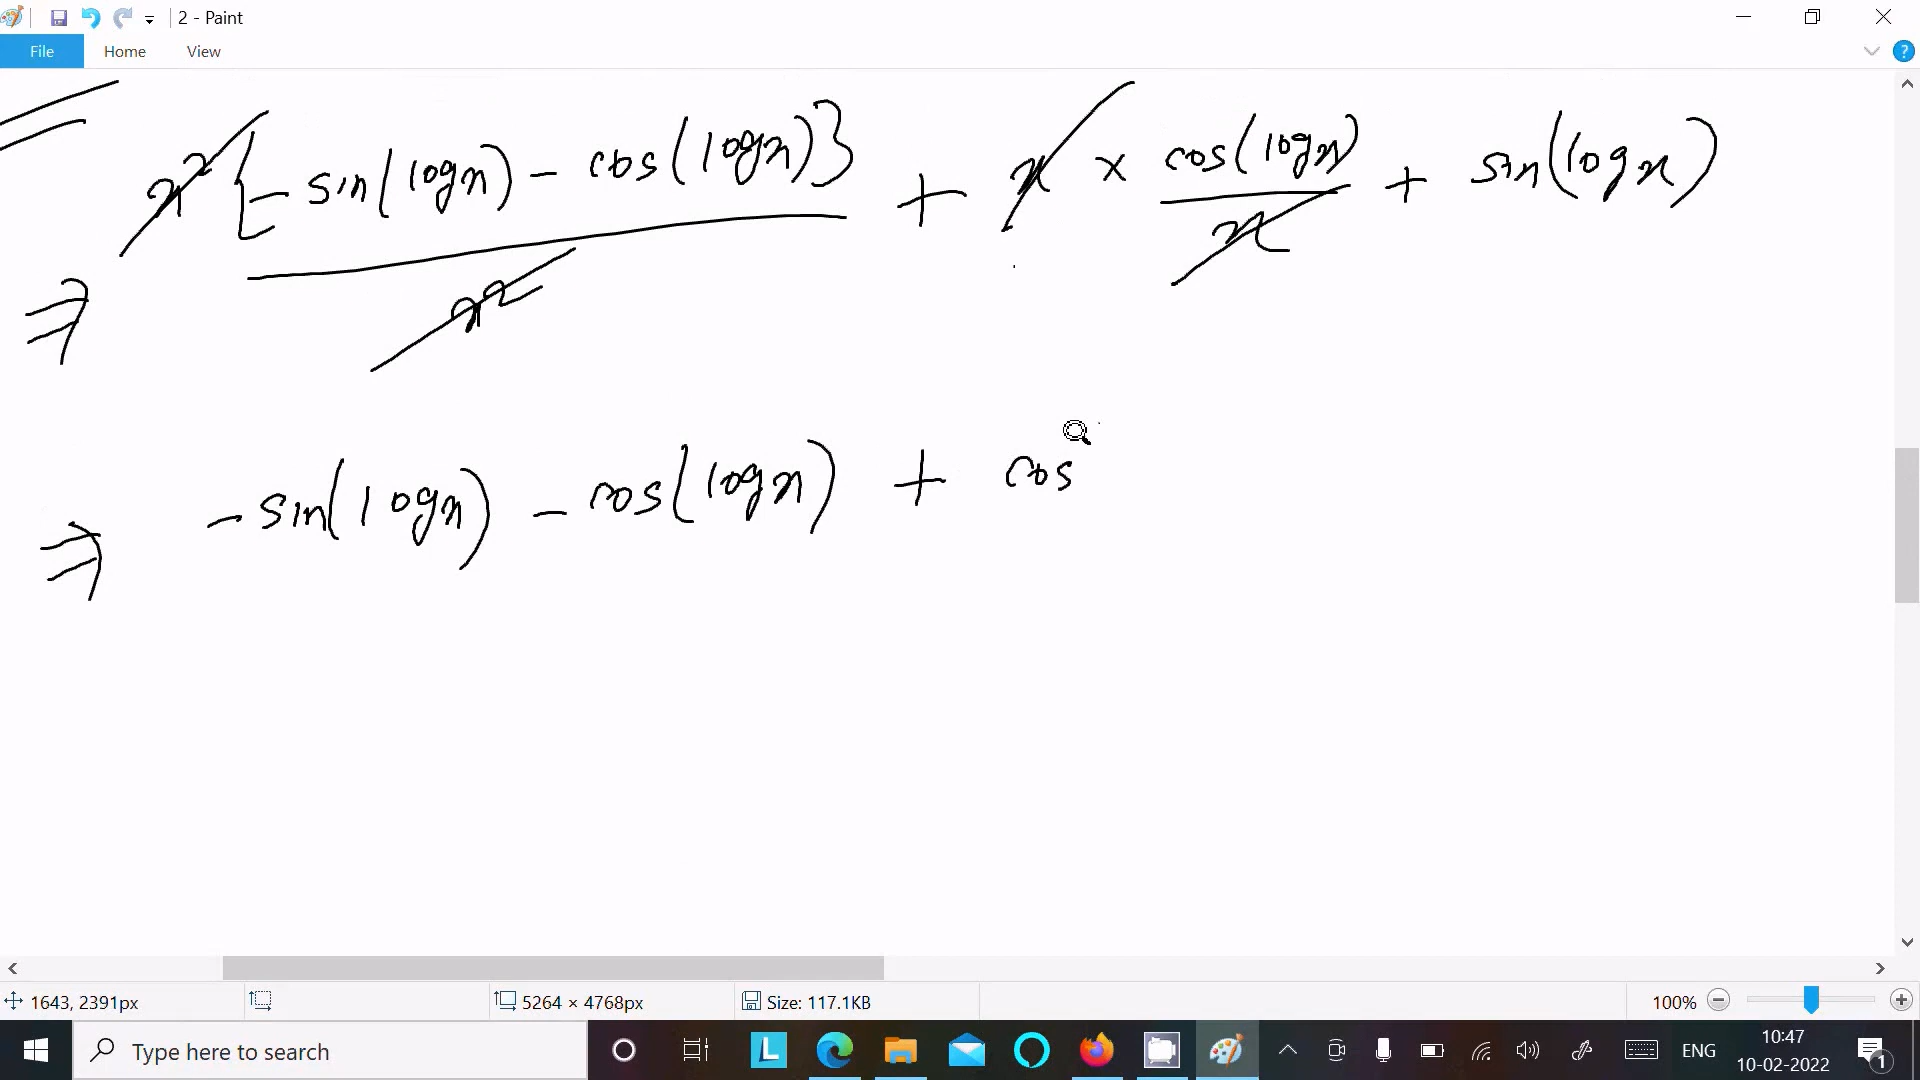 2 - Paint
File Home View
x² {- sin(logx) - cos(logx)} + x × cos(logx) + sin(logx)
⇒ x² x
⇒ - sin(logx) - cos(logx) + cos
1643, 2391px 5264 × 4768px Size: 117.1KB 100%
Type here to search L ENG 10:47
10-02-2022 1